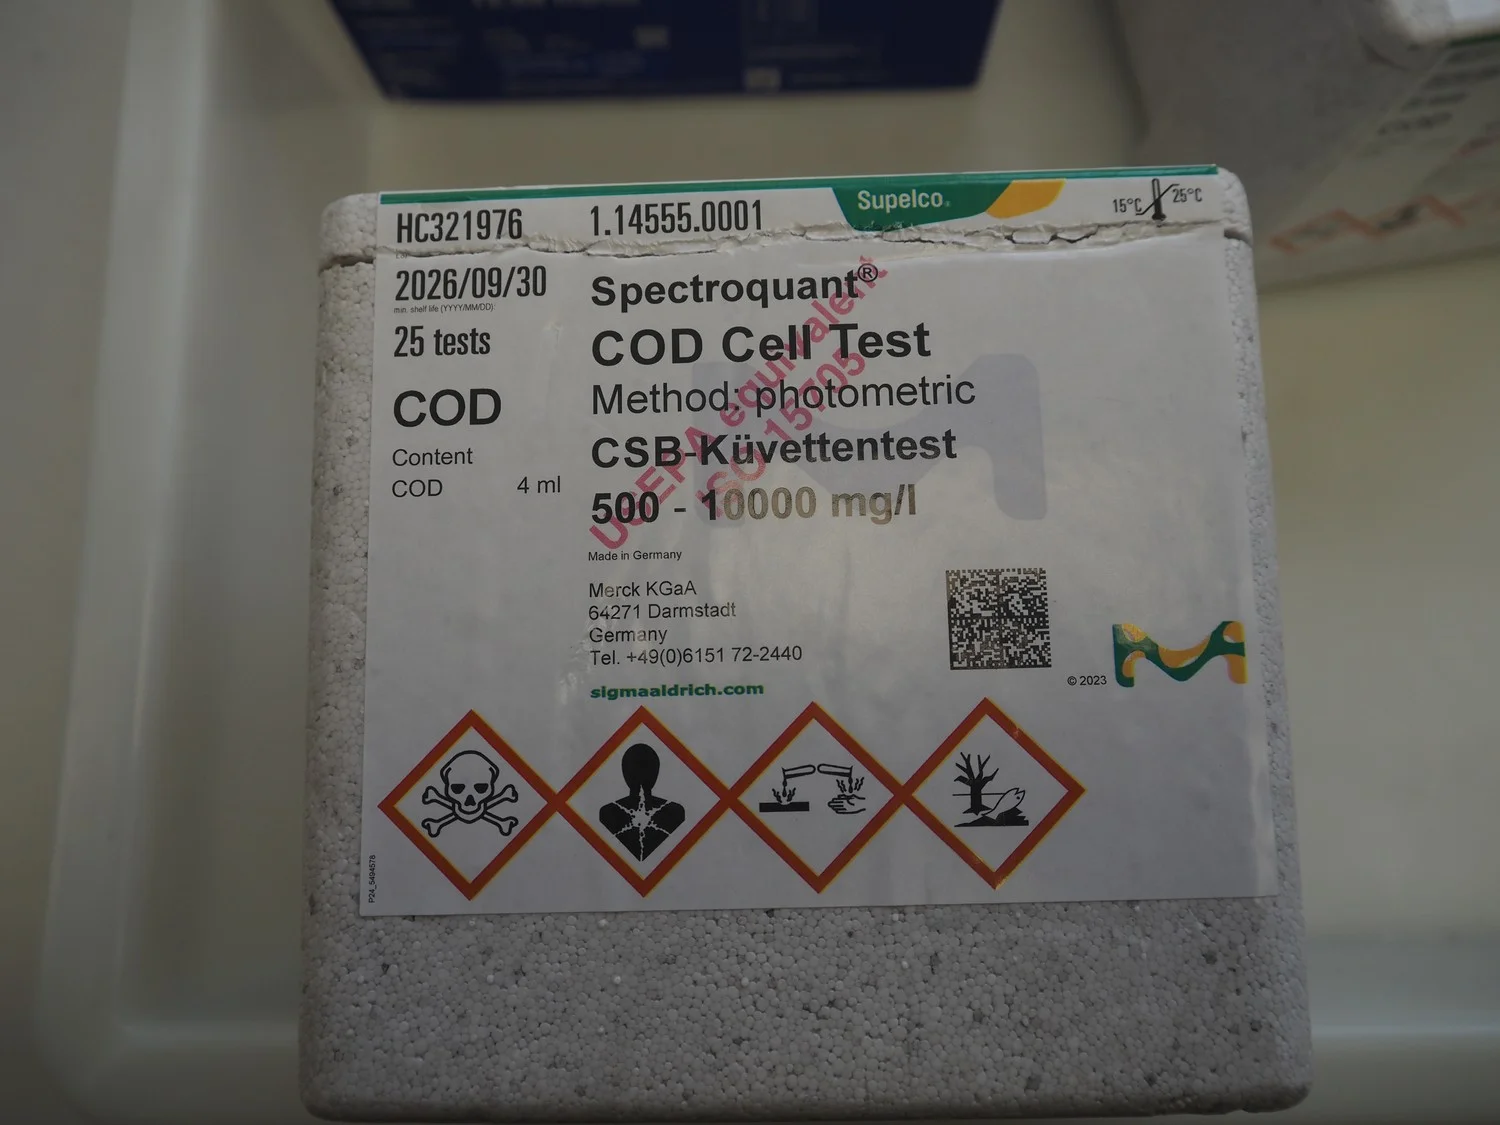 HC321976
1.14555.0001
Supelco®
15°C
25°C
2026/09/30
min. shelf life (YYYY/MM/DD):
25 tests
COD
Content
COD 4 ml
Spectroquant®
COD Cell Test
Method: photometric
CSB-Küvettentest
500 - 10000 mg/l
USEPA equivalent
ISO 15705
Made in Germany
Merck KGaA
64271 Darmstadt
Germany
Tel. +49(0)6151 72-2440
sigmaaldrich.com
© 2023
P24_5494578
COD